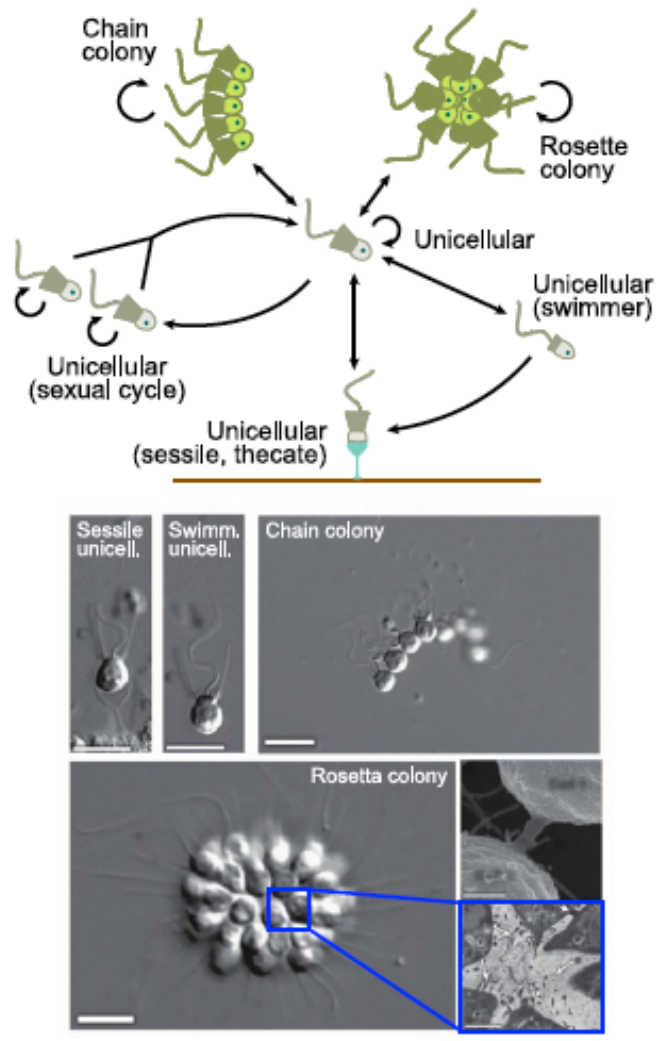 Chain
colony
Rosette
colony
Unicellular
Unicellular
(swimmer)
Unicellular
(sexual cycle)
Unicellular
(sessile, thecate)
Sessile
unicell.
Swimm.
unicell.
Chain colony
Rosetta colony